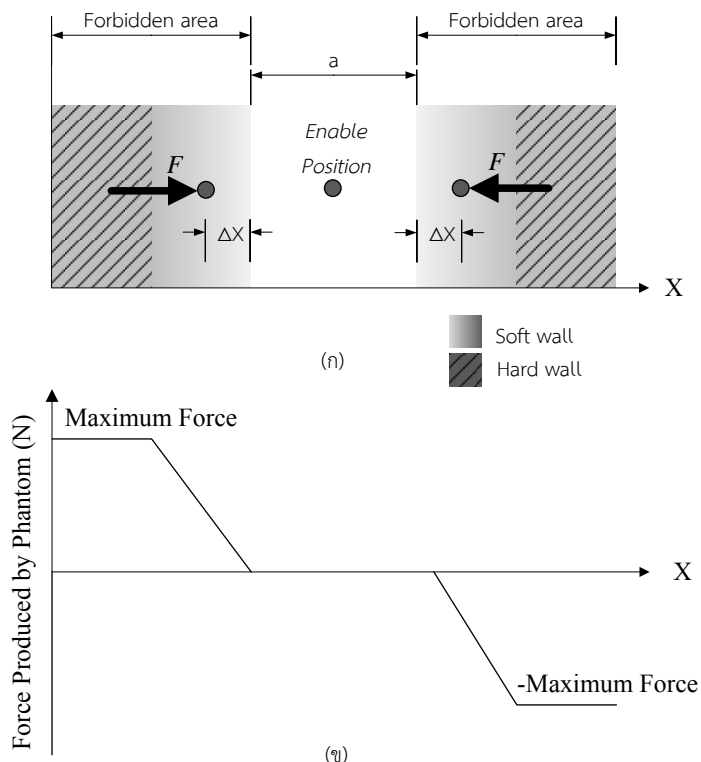 Forbidden area
Forbidden area
a
Enable
Position
F
F
ΔX
ΔX
X
Soft wall
Hard wall
(ก)
Force Produced by Phantom (N)
Maximum Force
X
-Maximum Force
(ข)